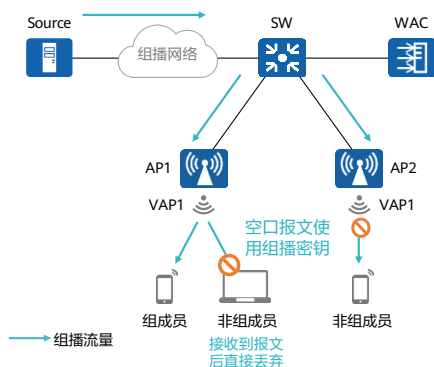 Source
组播网络
SW
WAC
AP1
AP2
VAP1
VAP1
空口报文使
用组播密钥
组成员
非组成员
非组成员
接收到报文
后直接丢弃
组播流量